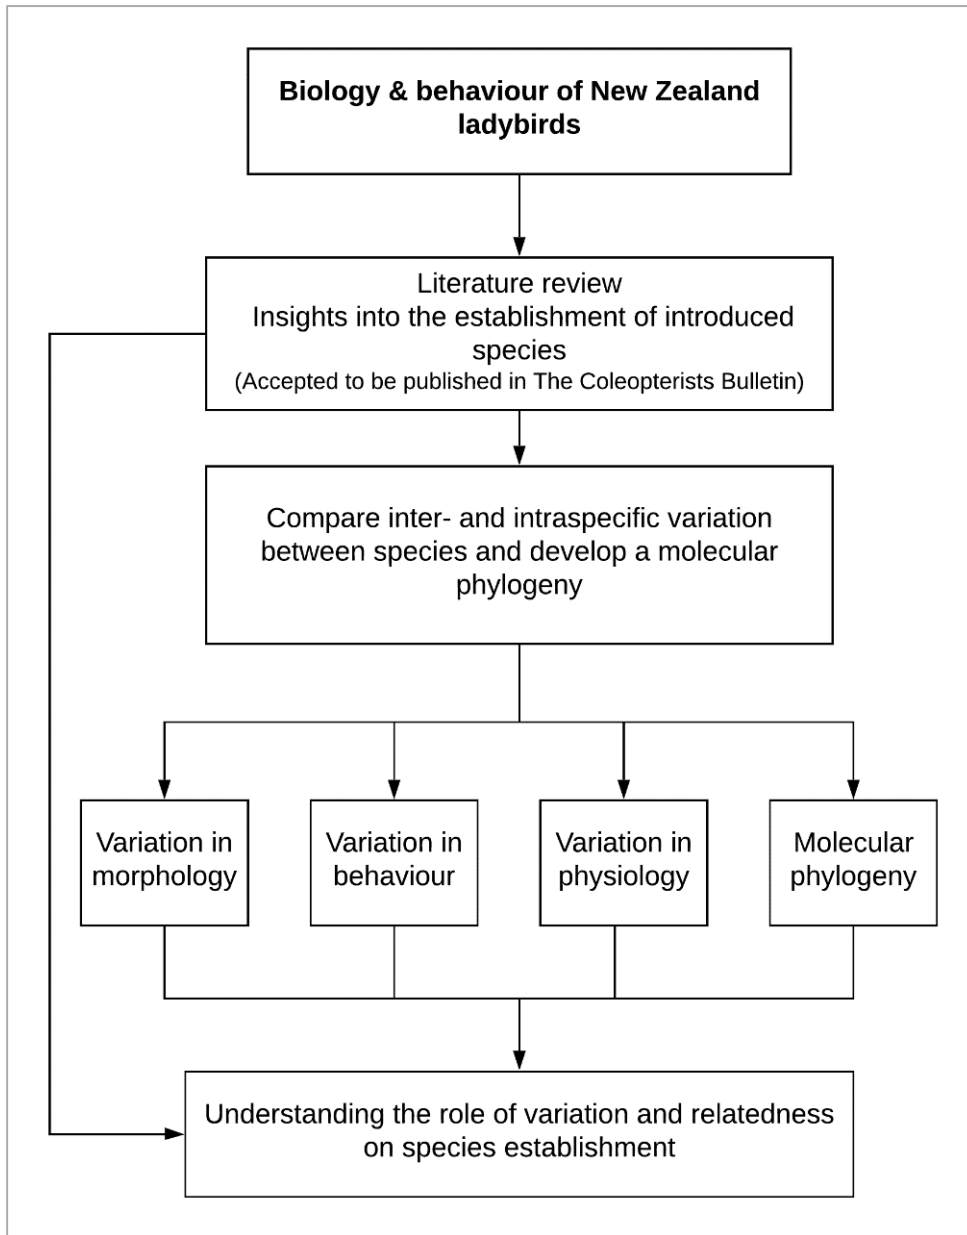 Biology & behaviour of New Zealand
ladybirds
Literature review
Insights into the establishment of introduced
species
(Accepted to be published in The Coleopterists Bulletin)
Compare inter- and intraspecific variation
between species and develop a molecular
phylogeny
Variation in
morphology
Variation in
behaviour
Variation in
physiology
Molecular
phylogeny
Understanding the role of variation and relatedness
on species establishment